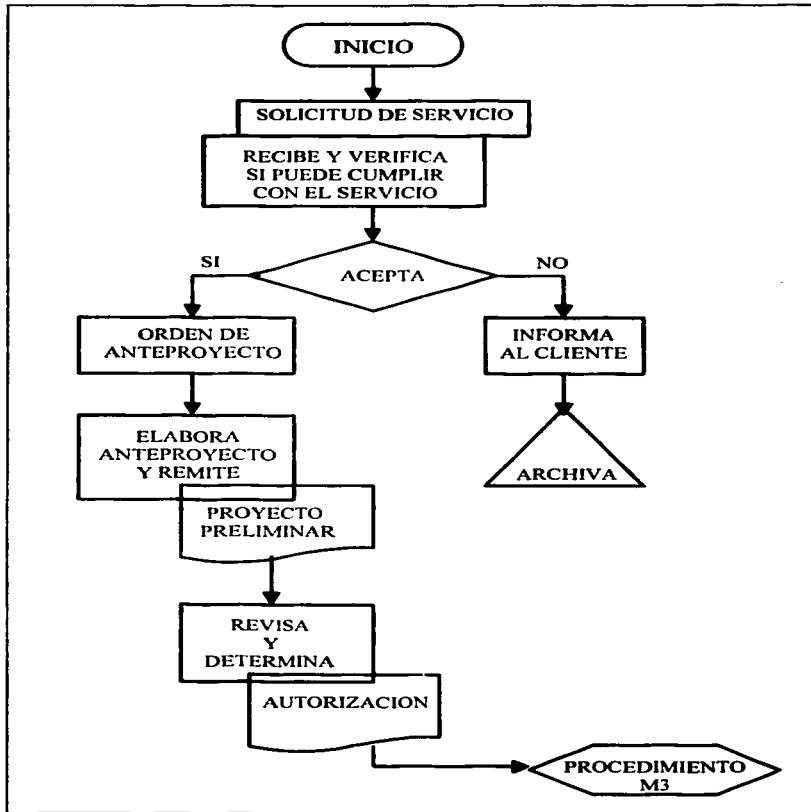 INICIO
SOLICITUD DE SERVICIO
RECIBE Y VERIFICA
SI PUEDE CUMPLIR
CON EL SERVICIO
ACEPTA
SI
NO
ORDEN DE
ANTEPROYECTO
INFORMA
AL CLIENTE
ELABORA
ANTEPROYECTO
Y REMITE
ARCHIVA
PROYECTO
PRELIMINAR
REVISA
Y
DETERMINA
AUTORIZACION
PROCEDIMIENTO
M3